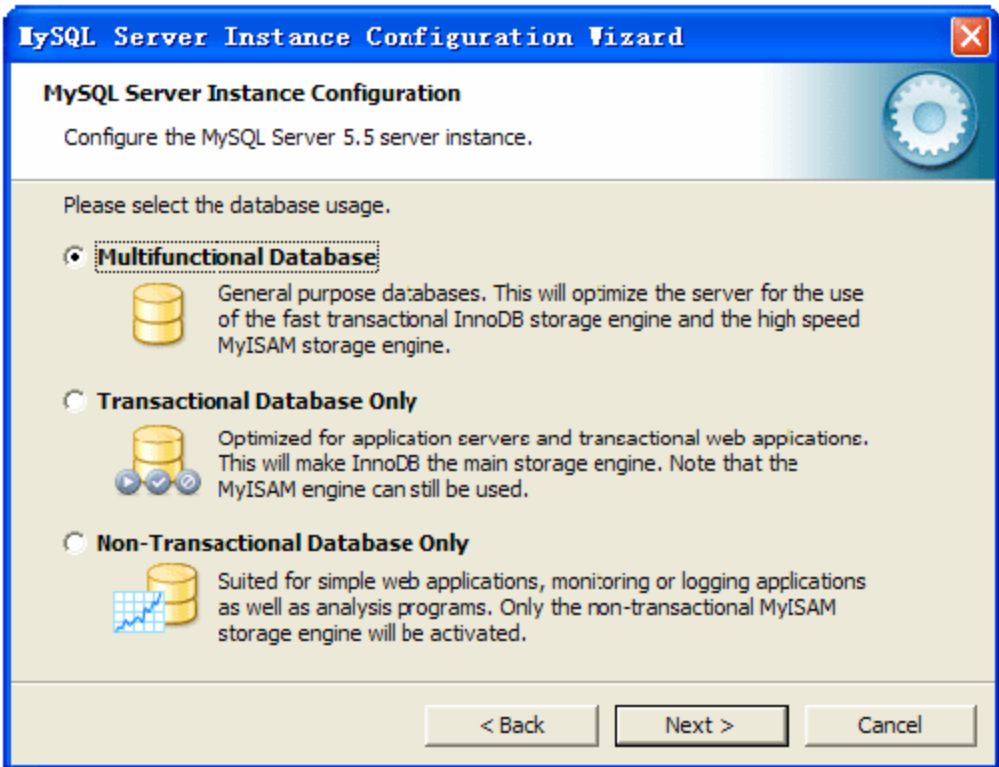 MySQL Server Instance Configuration Wizard
MySQL Server Instance Configuration
Configure the MySQL Server 5.5 server instance.
Please select the database usage.
Multifunctional Database
General purpose databases. This will optimize the server for the use
of the fast transactional InnoDB storage engine and the high speed
MyISAM storage engine.
Transactional Database Only
Optimized for application servers and transactional web appications.
This will make InnoDB the main storage engine. Note that the
MyISAM engine can still be used.
Non-Transactional Database Only
Suited for simple web applications, monitoring or logging applications
as well as analysis programs. Only the non-transactional MyISAM
storage engine will be activated.
< Back
Next >
Cancel